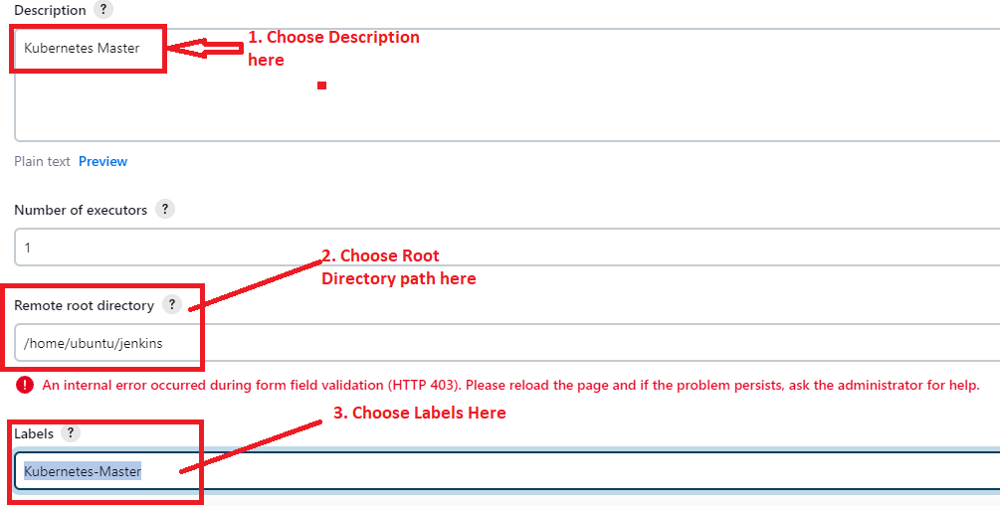 Description ?
Kubernetes Master
1. Choose Description
here
Plain text Preview
Number of executors ?
1
2. Choose Root
Directory path here
Remote root directory ?
/home/ubuntu/jenkins
An internal error occurred during form field validation (HTTP 403). Please reload the page and if the problem persists, ask the administrator for help.
3. Choose Labels Here
Labels ?
Kubernetes-Master